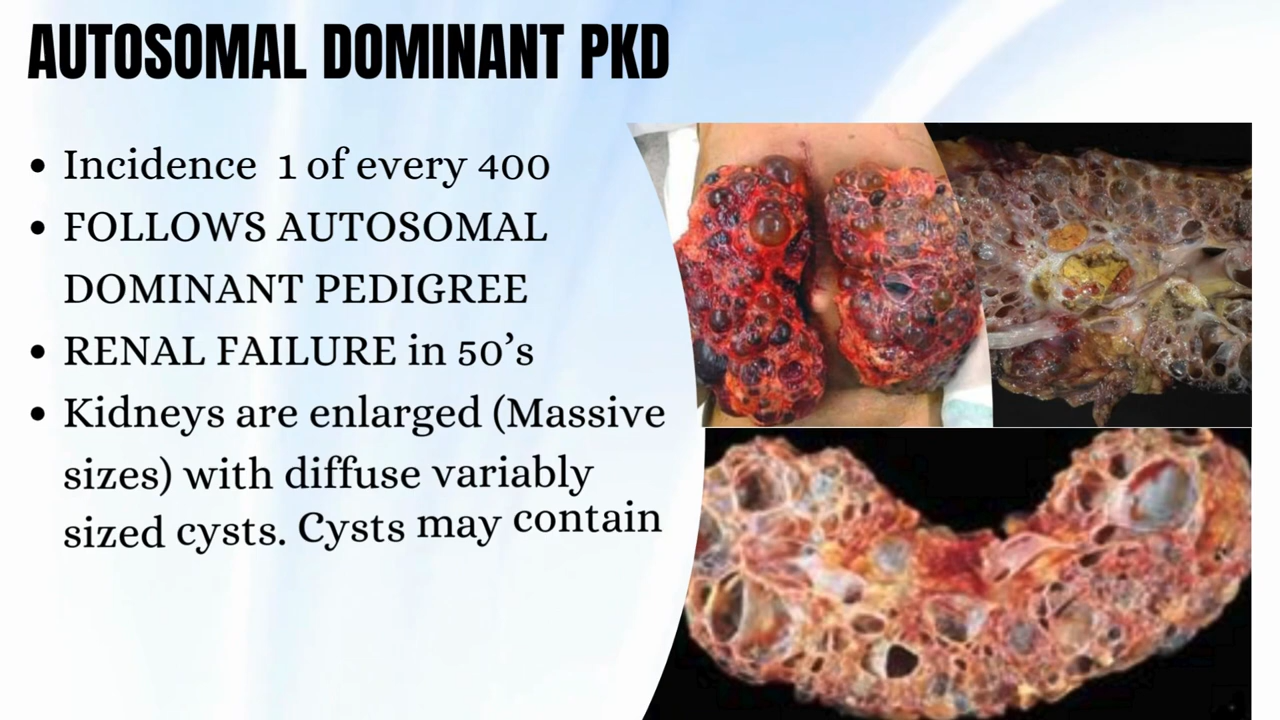 AUTOSOMAL DOMINANT PKD
• Incidence 1 of every 400
• FOLLOWS AUTOSOMAL
DOMINANT PEDIGREE
• RENAL FAILURE in 50's
• Kidneys are enlarged (Massive
sizes) with diffuse variably
sized cysts. Cysts may contain